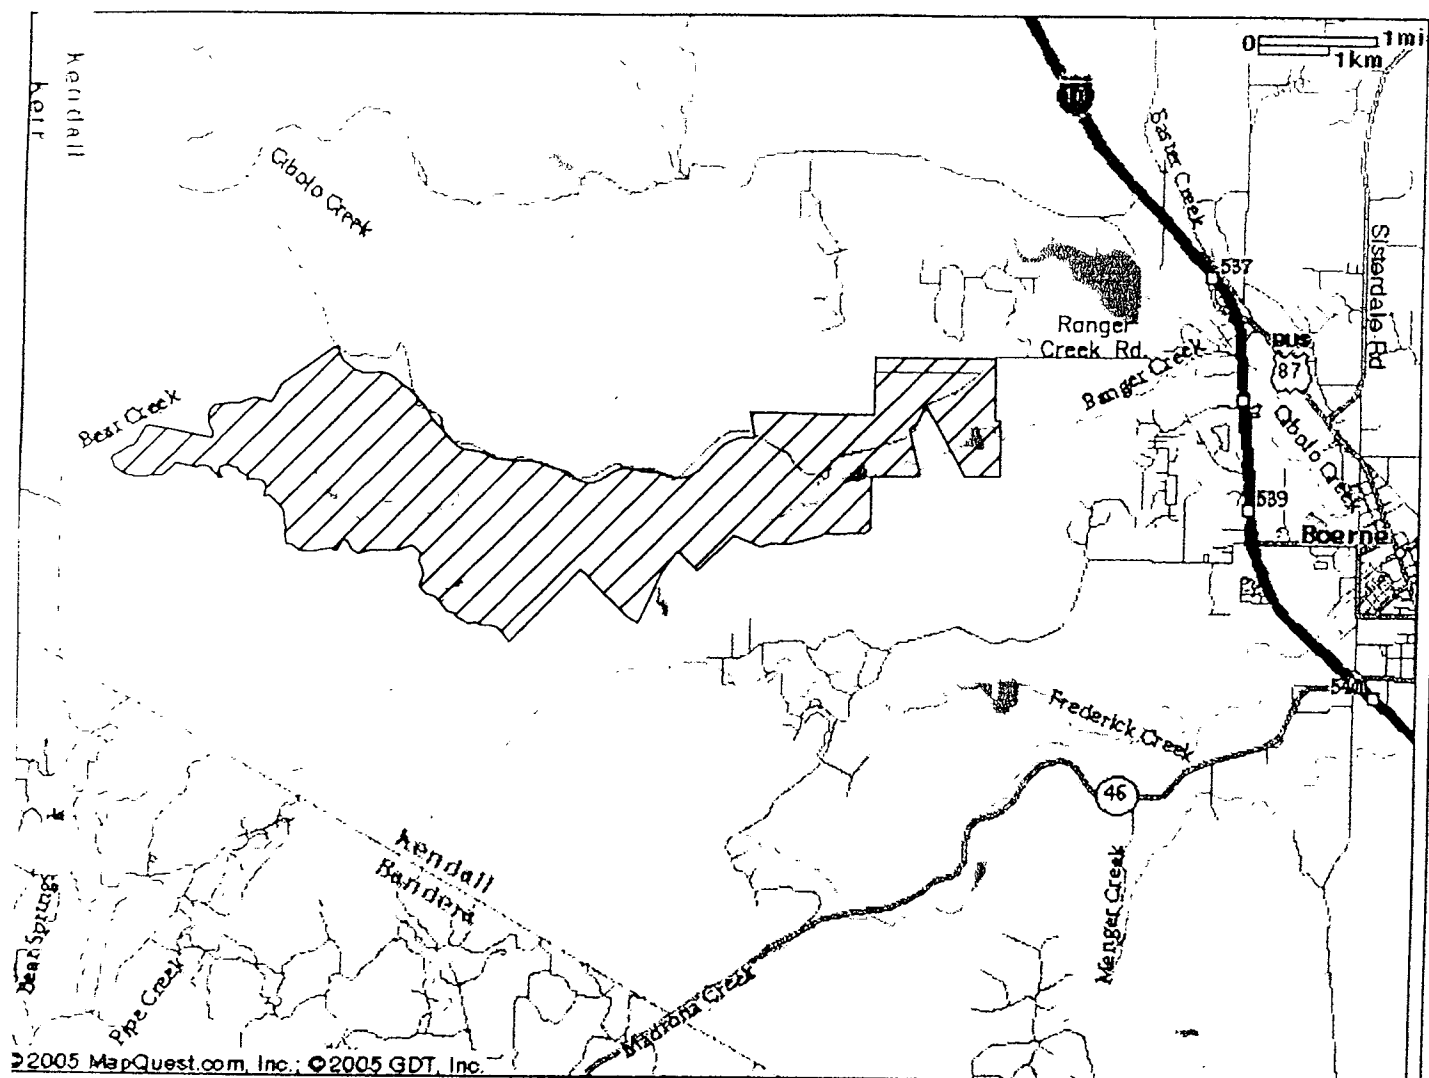 0 1mi
1km
Kendall
Kerr
10
Cibolo Creek
Sister Creek
Sisterdale Rd
537
Ranger
Creek Rd.
BUS
87
Ranger Creek
Bear Creek
Cibolo Creek
539
Boerne
540
Frederick Creek
46
Kendall
Bandera
Menger Creek
Bear Springs
Pipe Creek
Madrona Creek
©2005 MapQuest.com, Inc.; ©2005 GDT, Inc.